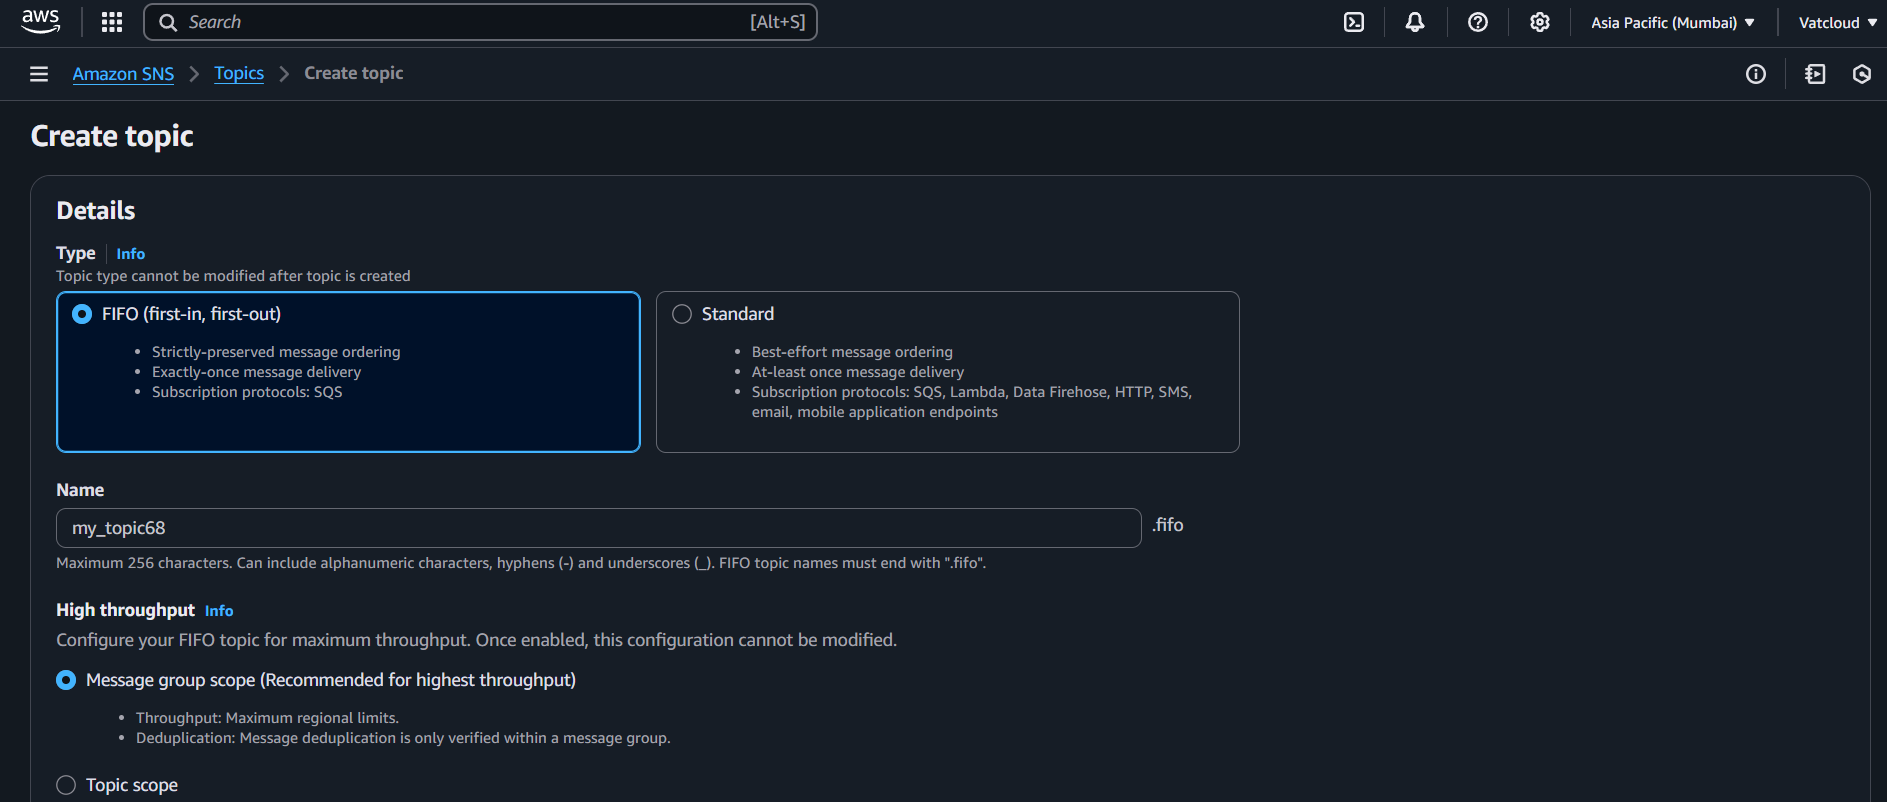 aws
Search [Alt+S]
Asia Pacific (Mumbai)
Vatcloud
Amazon SNS
Topics
Create topic
Create topic
Details
Type Info
Topic type cannot be modified after topic is created
FIFO (first-in, first-out)
Strictly-preserved message ordering
Exactly-once message delivery
Subscription protocols: SQS
Standard
Best-effort message ordering
At-least once message delivery
Subscription protocols: SQS, Lambda, Data Firehose, HTTP, SMS,
email, mobile application endpoints
Name
my_topic68 .fifo
Maximum 256 characters. Can include alphanumeric characters, hyphens (-) and underscores (_). FIFO topic names must end with ".fifo".
High throughput Info
Configure your FIFO topic for maximum throughput. Once enabled, this configuration cannot be modified.
Message group scope (Recommended for highest throughput)
Throughput: Maximum regional limits.
Deduplication: Message deduplication is only verified within a message group.
Topic scope